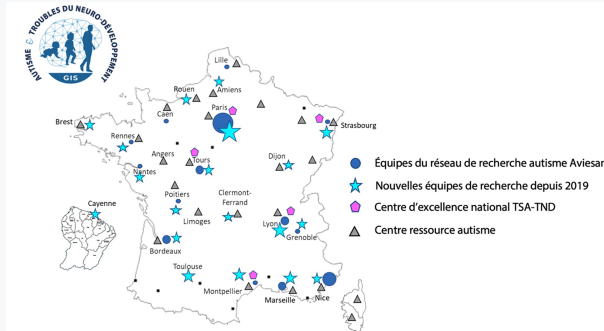 AUTISME & TROUBLES DU NEURO-DÉVELOPPEMENT
GIS
Lille
Rouen
Amiens
Caen
Paris
Brest
Strasbourg
Rennes
Angers
Tours
Dijon
Nantes
Cayenne
Poitiers
Clermont-
Ferrand
Limoges
Lyon
Grenoble
Bordeaux
Toulouse
Montpellier
Marseille
Nice
Équipes du réseau de recherche autisme Aviesan
Nouvelles équipes de recherche depuis 2019
Centre d'excellence national TSA-TND
Centre ressource autisme